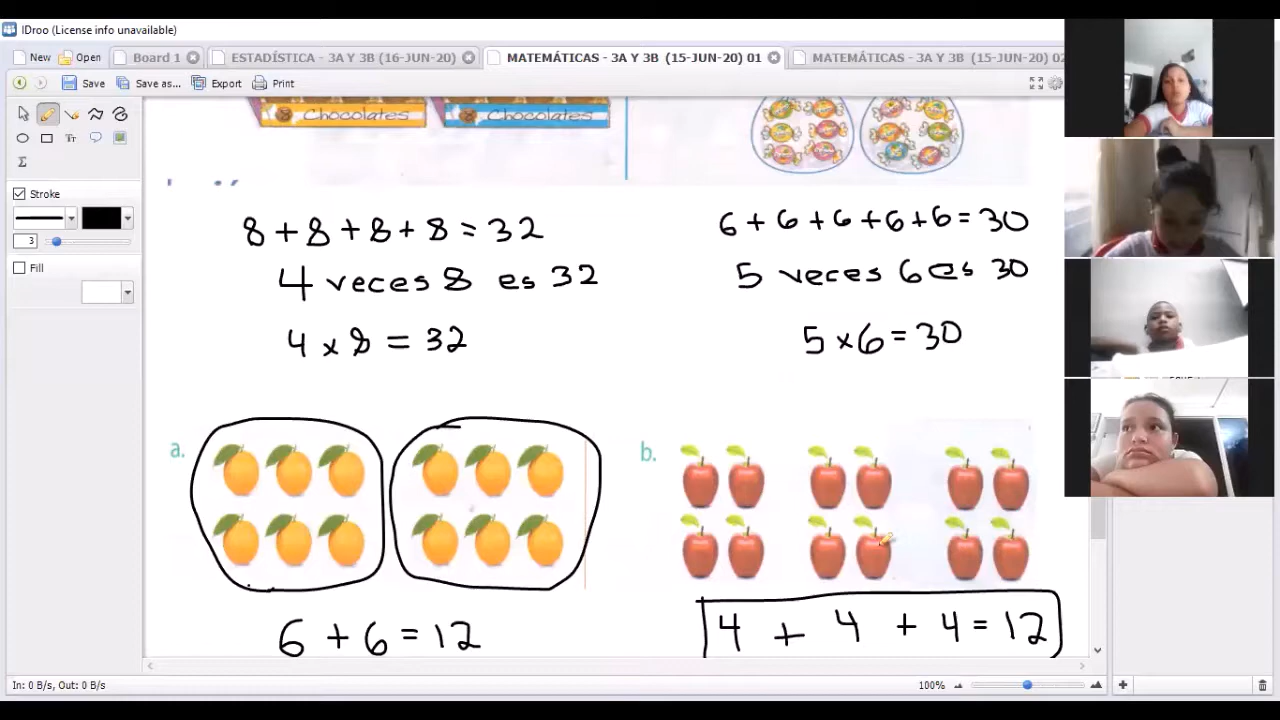 IDroo (License info unavailable)
New Open Board 1 ESTADÍSTICA - 3A Y 3B (16-JUN-20) MATEMÁTICAS - 3A Y 3B (15-JUN-20) 01 MATEMÁTICAS - 3A Y 3B (15-JUN-20) 02
Save Save as... Export Print
Tr
Σ
Stroke
3
Fill
Chocolates Chocolates
8 + 8 + 8 + 8 = 32
4 veces 8 es 32
4 x 8 = 32
6 + 6 + 6 + 6 + 6 = 30
5 veces 6 es 30
5 x 6 = 30
a.
6 + 6 = 12
b.
4 + 4 + 4 = 12
In: 0 B/s, Out: 0 B/s 100%